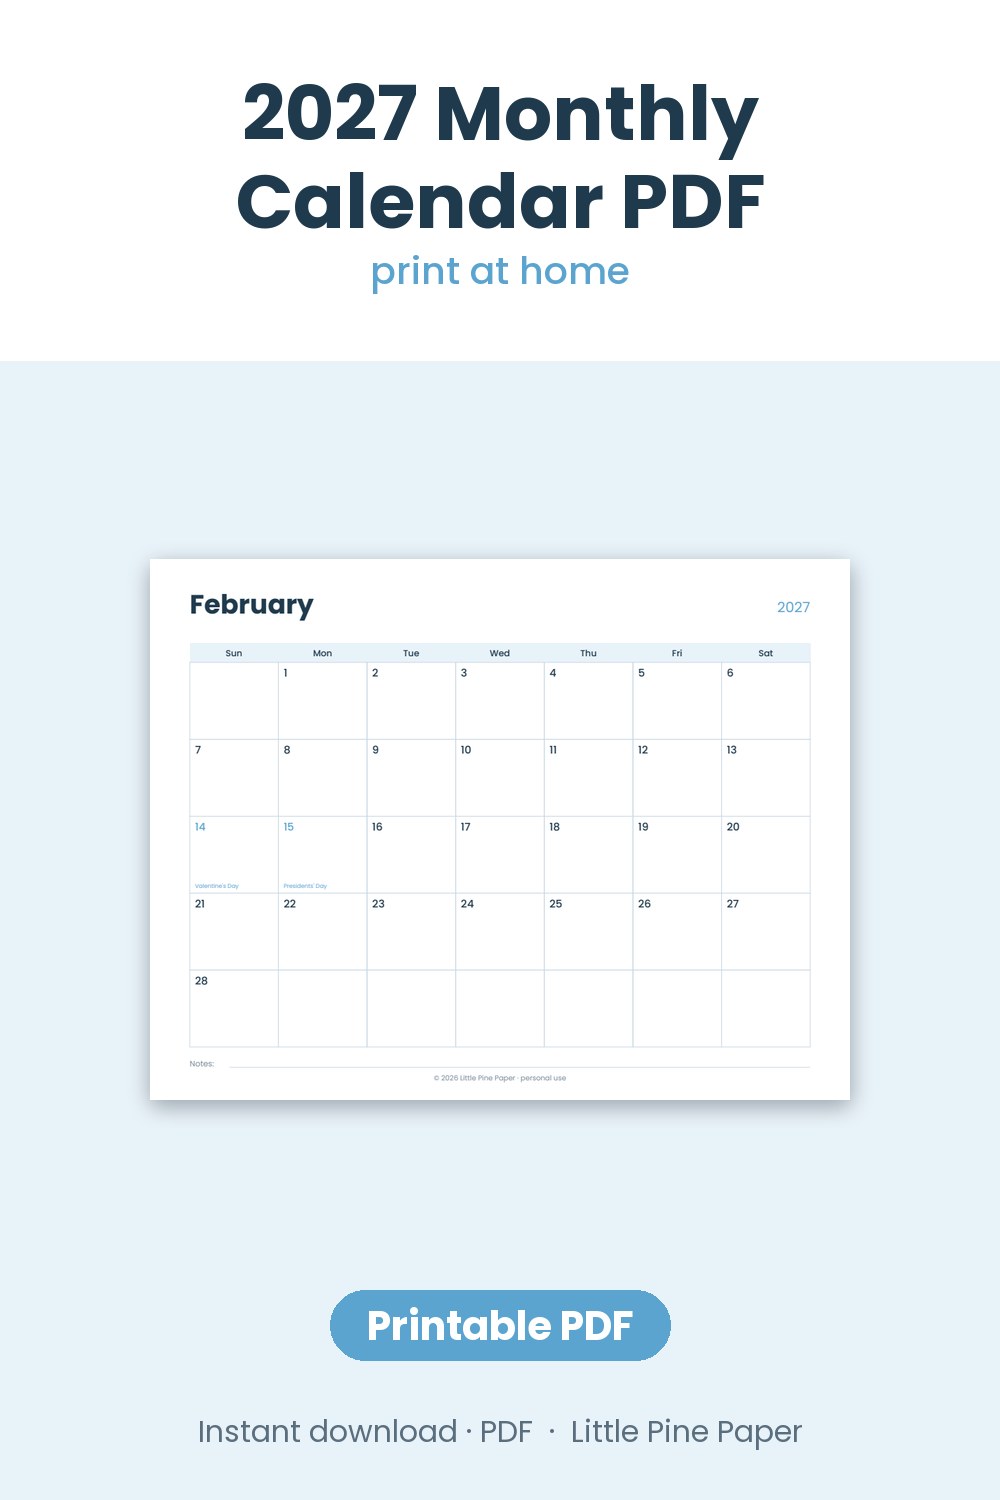 2027 Monthly
Calendar PDF
print at home
February 2027
Sun Mon Tue Wed Thu Fri Sat
1 2 3 4 5 6
7 8 9 10 11 12 13
14 15 16 17 18 19 20
Valentine's Day Presidents' Day
21 22 23 24 25 26 27
28
Notes:
© 2026 Little Pine Paper · personal use
Printable PDF
Instant download · PDF · Little Pine Paper